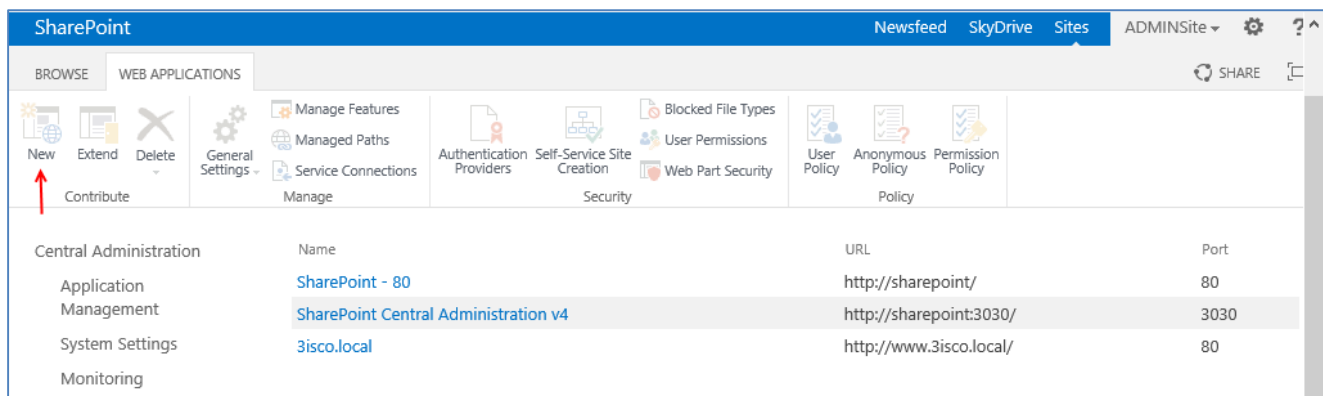 SharePoint Newsfeed SkyDrive Sites ADMINSite ?
BROWSE WEB APPLICATIONS SHARE
New Extend Delete
General
Settings
Manage Features
Managed Paths
Service Connections
Authentication
Providers
Self-Service Site
Creation
Blocked File Types
User Permissions
Web Part Security
User
Policy
Anonymous
Policy
Permission
Policy
Contribute Manage Security Policy
Central Administration
Application
Management
System Settings
Monitoring
Name URL Port
SharePoint - 80 http://sharepoint/ 80
SharePoint Central Administration v4 http://sharepoint:3030/ 3030
3isco.local http://www.3isco.local/ 80